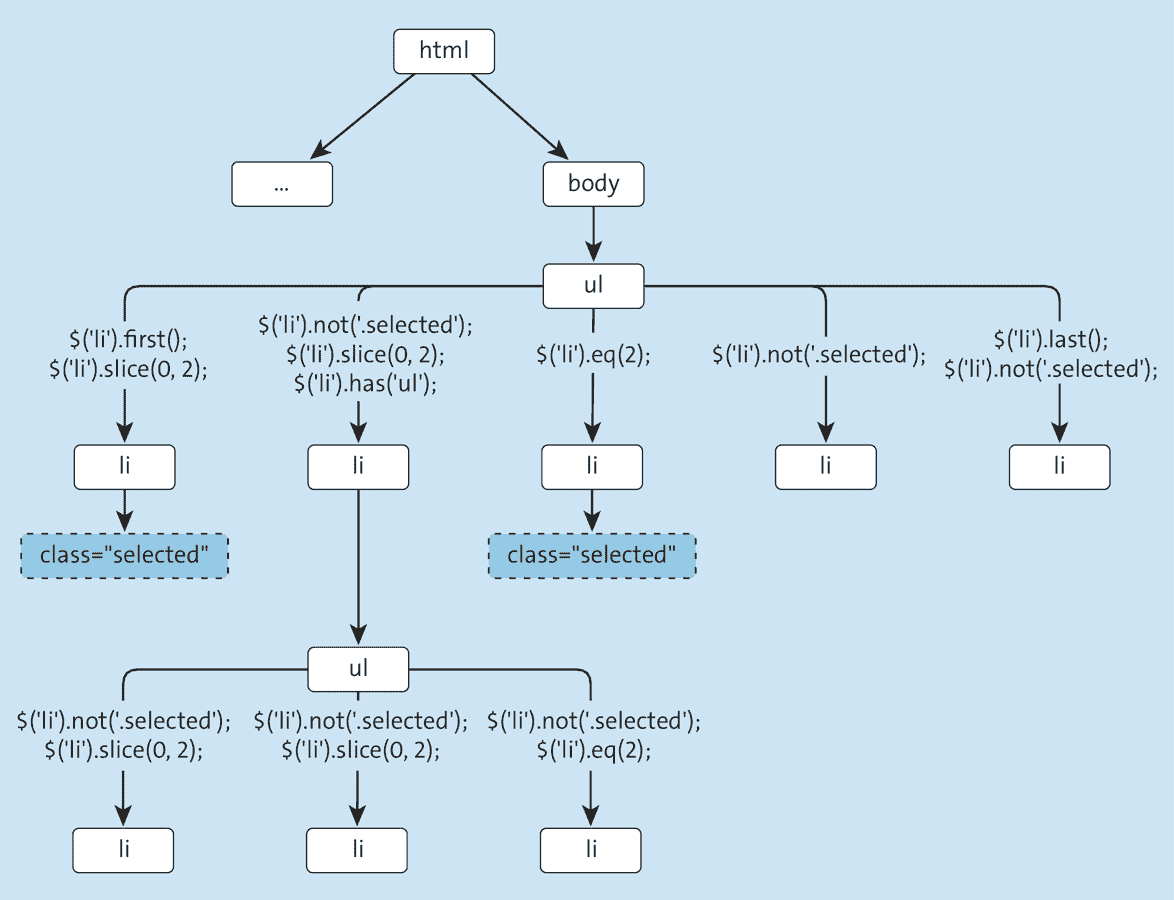 html
...
body
ul
$('li').first();
$('li').slice(0, 2);
$('li').not('.selected');
$('li').slice(0, 2);
$('li').has('ul');
$('li').eq(2);
$('li').not('.selected');
$('li').last();
$('li').not('.selected');
li
li
li
li
li
class="selected"
class="selected"
ul
$('li').not('.selected');
$('li').slice(0, 2);
$('li').not('.selected');
$('li').slice(0, 2);
$('li').not('.selected');
$('li').eq(2);
li
li
li